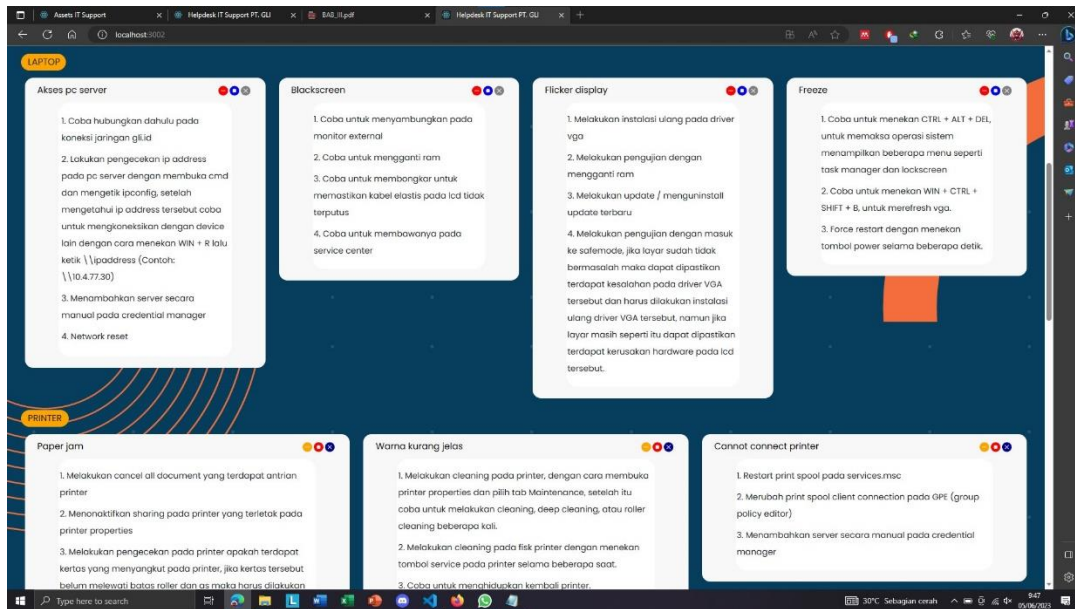 Assets IT Support
Helpdesk IT Support PT. GLI
BAB_III.pdf
Helpdesk IT Support PT. GLI
localhost:3002
LAPTOP
Akses pc server
1. Coba hubungkan dahulu pada
koneksi jaringan gli.id
2. Lakukan pengecekan ip address
pada pc server dengan membuka cmd
dan mengetik ipconfig, setelah
mengetahui ip address tersebut coba
untuk mengkoneksikan dengan device
lain dengan cara menekan WIN + R lalu
ketik \\ipaddress (Contoh:
\\10.4.77.30)
3. Menambahkan server secara
manual pada credential manager
4. Network reset
Blackscreen
1. Coba untuk menyambungkan pada
monitor external
2. Coba untuk mengganti ram
3. Coba untuk membongkar untuk
memastikan kabel elastis pada lcd tidak
terputus
4. Coba untuk membawanya pada
service center
Flicker display
1. Melakukan instalasi ulang pada driver
vga
2. Melakukan pengujian dengan
mengganti ram
3. Melakukan update / menguninstall
update terbaru
4. Melakukan pengujian dengan masuk
ke safemode, jika layar sudah tidak
bermasalah maka dapat dipastikan
terdapat kesalahan pada driver VGA
tersebut dan harus dilakukan instalasi
ulang driver VGA tersebut, namun jika
layar masih seperti itu dapat dipastikan
terdapat kerusakan hardware pada lcd
tersebut.
Freeze
1. Coba untuk menekan CTRL + ALT + DEL,
untuk memaksa operasi sistem
menampilkan beberapa menu seperti
task manager dan lockscreen
2. Coba untuk menekan WIN + CTRL +
SHIFT + B, untuk merefresh vga.
3. Force restart dengan menekan
tombol power selama beberapa detik.
PRINTER
Paper jam
1. Melakukan cancel all document yang terdapat antrian
printer
2. Menonaktifkan sharing pada printer yang terletak pada
printer properties
3. Melakukan pengecekan pada printer apakah terdapat
kertas yang menyangkut pada printer, jika kertas tersebut
belum melewati batas roller dan as maka harus dilakukan
Warna kurang jelas
1. Melakukan cleaning pada printer, dengan cara membuka
printer properties dan pilih tab Maintenance, setelah itu
coba untuk melakukan cleaning, deep cleaning, atau roller
cleaning beberapa kali.
2. Melakukan cleaning pada fisk printer dengan menekan
tombol service pada printer selama beberapa saat.
3. Coba untuk menghidupkan kembali printer.
Cannot connect printer
1. Restart print spool pada services.msc
2. Merubah print spool client connection pada GPE (group
policy editor)
3. Menambahkan server secara manual pada credential
manager
Type here to search
30°C Sebagian cerah
9:47
05/06/2023